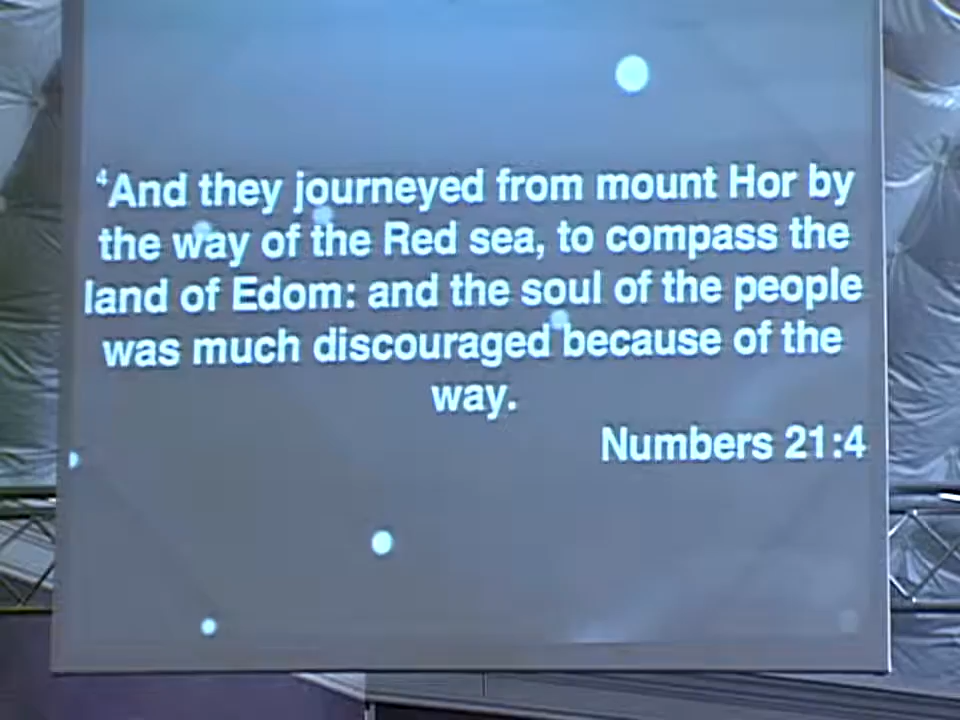 ⁴And they journeyed from mount Hor by
the way of the Red sea, to compass the
land of Edom: and the soul of the people
was much discouraged because of the
way.
Numbers 21:4